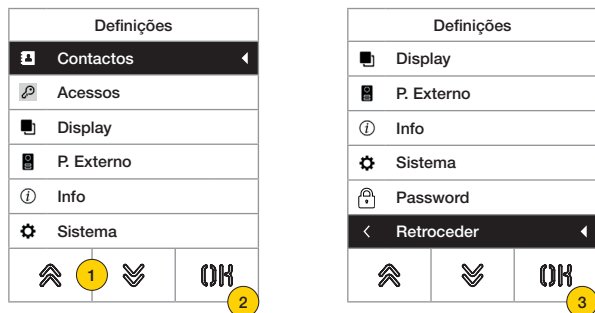 Definições
Contactos
Acessos
Display
P. Externo
Info
Sistema
1
OK
2
Definições
Display
P. Externo
Info
Sistema
Password
Retroceder
OK
3